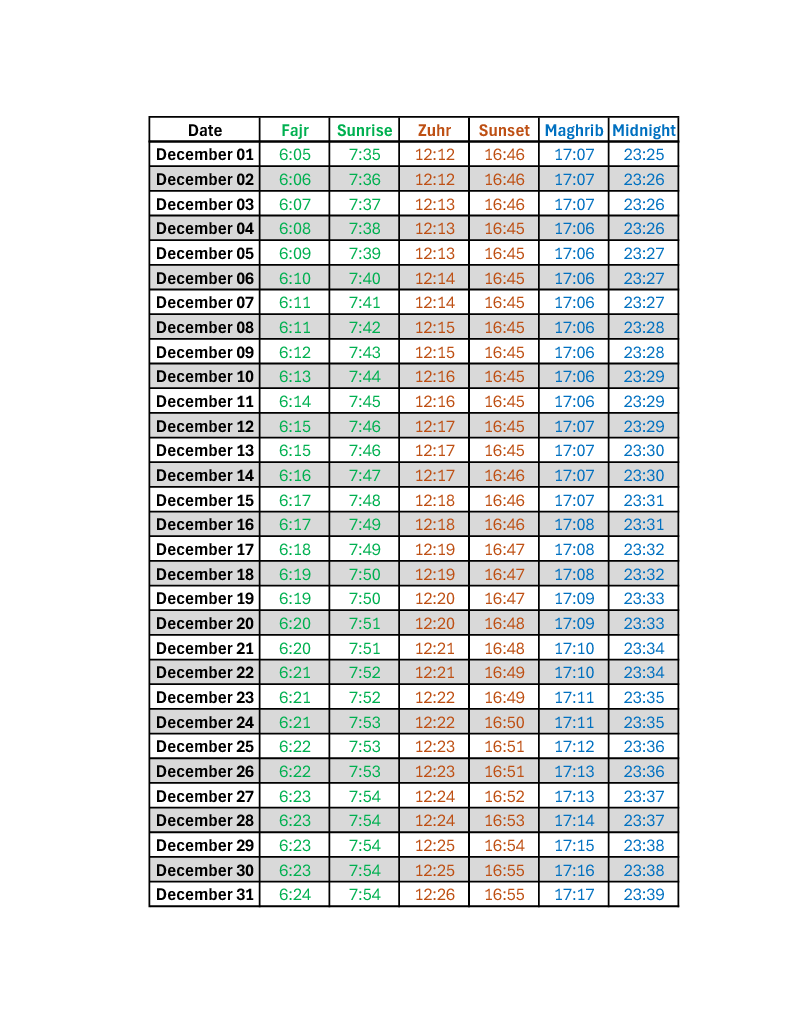 Date Fajr Sunrise Zuhr Sunset Maghrib Midnight
December 01 6:05 7:35 12:12 16:46 17:07 23:25
December 02 6:06 7:36 12:12 16:46 17:07 23:26
December 03 6:07 7:37 12:13 16:46 17:07 23:26
December 04 6:08 7:38 12:13 16:45 17:06 23:26
December 05 6:09 7:39 12:13 16:45 17:06 23:27
December 06 6:10 7:40 12:14 16:45 17:06 23:27
December 07 6:11 7:41 12:14 16:45 17:06 23:27
December 08 6:11 7:42 12:15 16:45 17:06 23:28
December 09 6:12 7:43 12:15 16:45 17:06 23:28
December 10 6:13 7:44 12:16 16:45 17:06 23:29
December 11 6:14 7:45 12:16 16:45 17:06 23:29
December 12 6:15 7:46 12:17 16:45 17:07 23:29
December 13 6:15 7:46 12:17 16:45 17:07 23:30
December 14 6:16 7:47 12:17 16:46 17:07 23:30
December 15 6:17 7:48 12:18 16:46 17:07 23:31
December 16 6:17 7:49 12:18 16:46 17:08 23:31
December 17 6:18 7:49 12:19 16:47 17:08 23:32
December 18 6:19 7:50 12:19 16:47 17:08 23:32
December 19 6:19 7:50 12:20 16:47 17:09 23:33
December 20 6:20 7:51 12:20 16:48 17:09 23:33
December 21 6:20 7:51 12:21 16:48 17:10 23:34
December 22 6:21 7:52 12:21 16:49 17:10 23:34
December 23 6:21 7:52 12:22 16:49 17:11 23:35
December 24 6:21 7:53 12:22 16:50 17:11 23:35
December 25 6:22 7:53 12:23 16:51 17:12 23:36
December 26 6:22 7:53 12:23 16:51 17:13 23:36
December 27 6:23 7:54 12:24 16:52 17:13 23:37
December 28 6:23 7:54 12:24 16:53 17:14 23:37
December 29 6:23 7:54 12:25 16:54 17:15 23:38
December 30 6:23 7:54 12:25 16:55 17:16 23:38
December 31 6:24 7:54 12:26 16:55 17:17 23:39